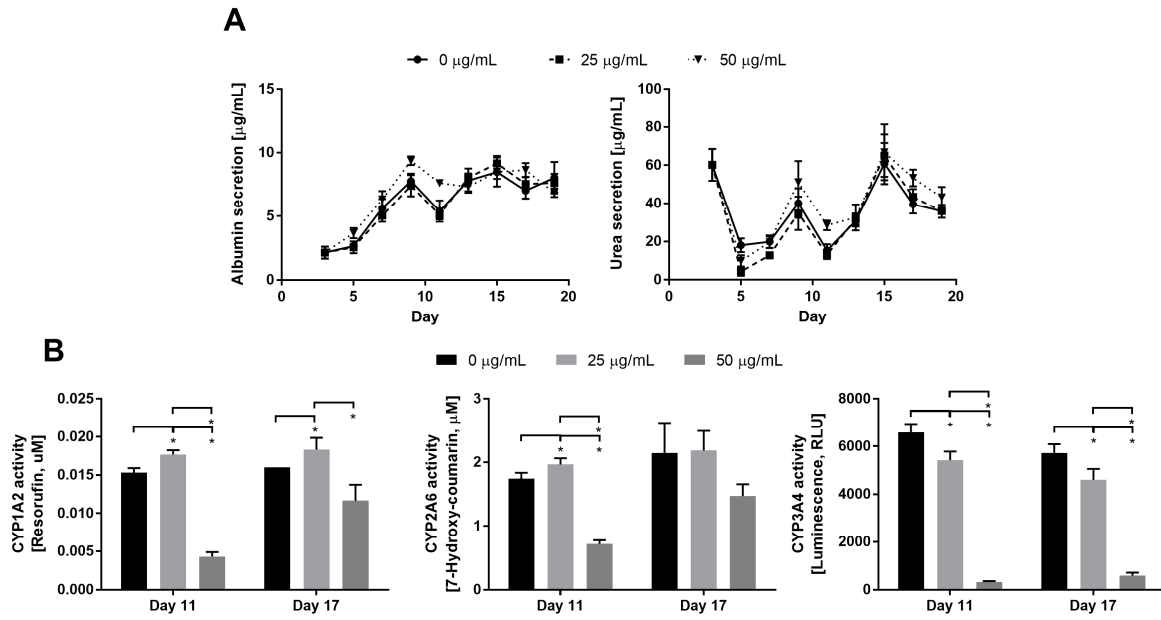 A
0 μg/mL 25 μg/mL 50 μg/mL
Albumin secretion [μg/mL]
15
10
5
0
0 5 10 15 20
Day
Urea secretion [μg/mL]
100
80
60
40
20
0
0 5 10 15 20
Day
B
0 μg/mL 25 μg/mL 50 μg/mL
CYP1A2 activity
[Resorufin, uM]
0.025
0.020
0.015
0.010
0.005
0.000
* * * * *
Day 11 Day 17
CYP2A6 activity
[7-Hydroxy-coumarin, μM]
3
2
1
0
* * *
Day 11 Day 17
CYP3A4 activity
[Luminescence, RLU]
8000
6000
4000
2000
0
* * * * * *
Day 11 Day 17